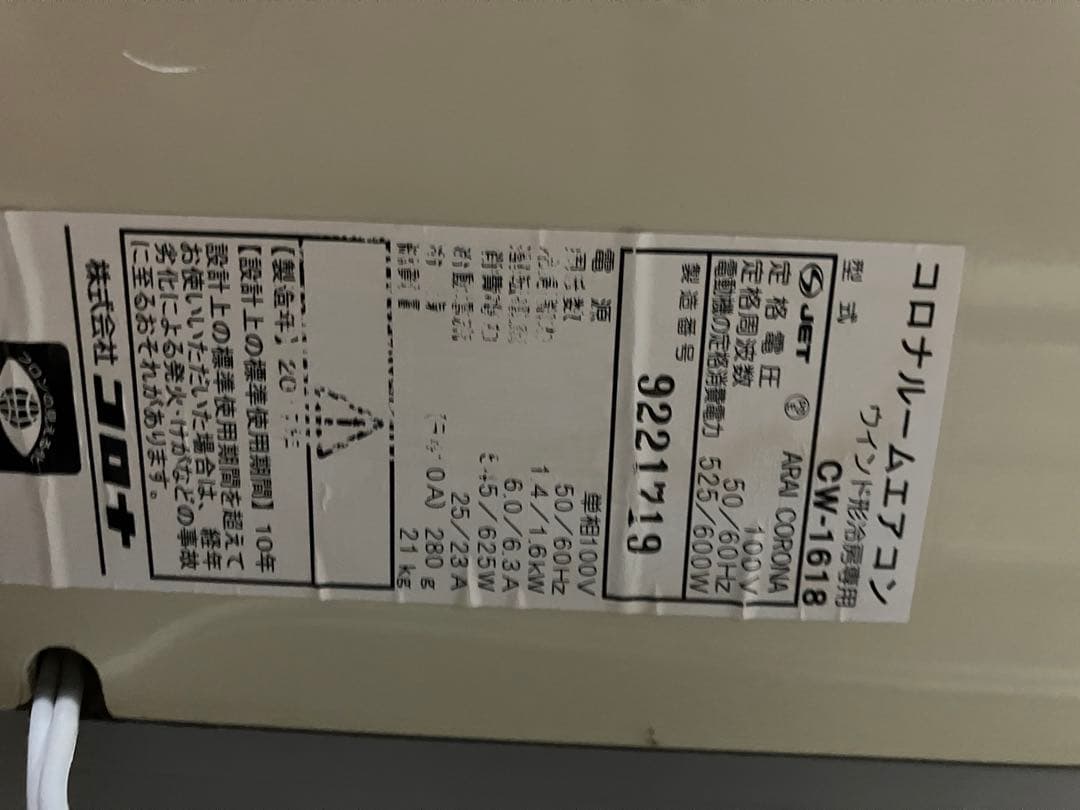 コロナルームエアコン
ウインド形冷房専用
型式 CW-1618
JET PSE ARAI CORONA
定格電圧 100V
定格周波数 50/60Hz
電動機の定格消費電力 525/600W
製造番号 9221719
電源 単相100V
50/60Hz
1.4/1.6kW
6.0/6.3A
5/625W
25/23A
0A) 280g
21kg
【製造年】20
【設計上の標準使用期間】10年
設計上の標準使用期間を超えて
お使いいただいた場合は、経年
劣化による発火・けがなどの事故
に至るおそれがあります。
株式会社コロナ